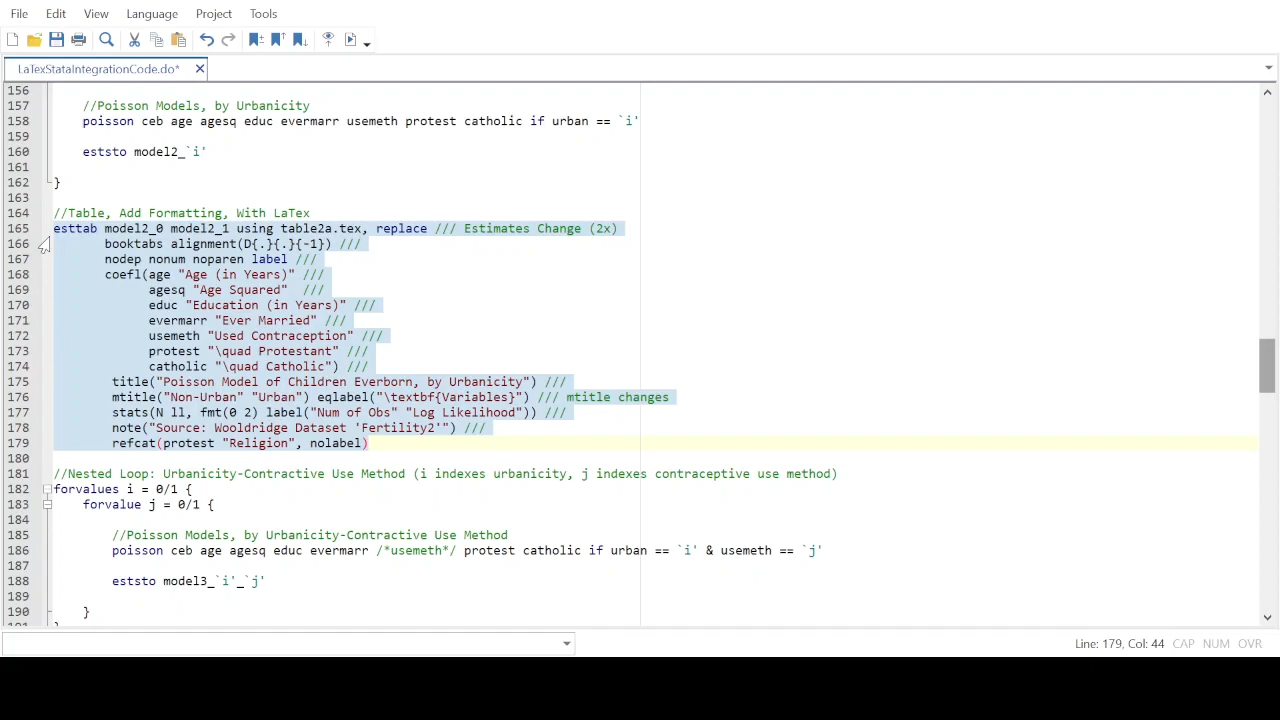 File Edit View Language Project Tools
LaTexStataIntegrationCode.do*
156
157 //Poisson Models, by Urbanicity
158 poisson ceb age agesq educ evermarr usemeth protest catholic if urban == `i'
159
160 eststo model2_`i'
161
162 }
163
164 //Table, Add Formatting, With LaTex
165 esttab model2_0 model2_1 using table2a.tex, replace /// Estimates Change (2x)
166 booktabs alignment(D{.}{.}{-1}) ///
167 nodep nonum noparen label ///
168 coefl(age "Age (in Years)" ///
169 agesq "Age Squared" ///
170 educ "Education (in Years)" ///
171 evermarr "Ever Married" ///
172 usemeth "Used Contraception" ///
173 protest "\quad Protestant" ///
174 catholic "\quad Catholic") ///
175 title("Poisson Model of Children Everborn, by Urbanicity") ///
176 mtitle("Non-Urban" "Urban") eqlabel("\textbf{Variables}") /// mtitle changes
177 stats(N ll, fmt(0 2) label("Num of Obs" "Log Likelihood")) ///
178 note("Source: Wooldridge Dataset 'Fertility2'") ///
179 refcat(protest "Religion", nolabel)
180
181 //Nested Loop: Urbanicity-Contractive Use Method (i indexes urbanicity, j indexes contraceptive use method)
182 forvalues i = 0/1 {
183 forvalue j = 0/1 {
184
185 //Poisson Models, by Urbanicity-Contractive Use Method
186 poisson ceb age agesq educ evermarr /*usemeth*/ protest catholic if urban == `i' & usemeth == `j'
187
188 eststo model3_`i'_`j'
189
190 }
191 }
Line: 179, Col: 44 CAP NUM OVR